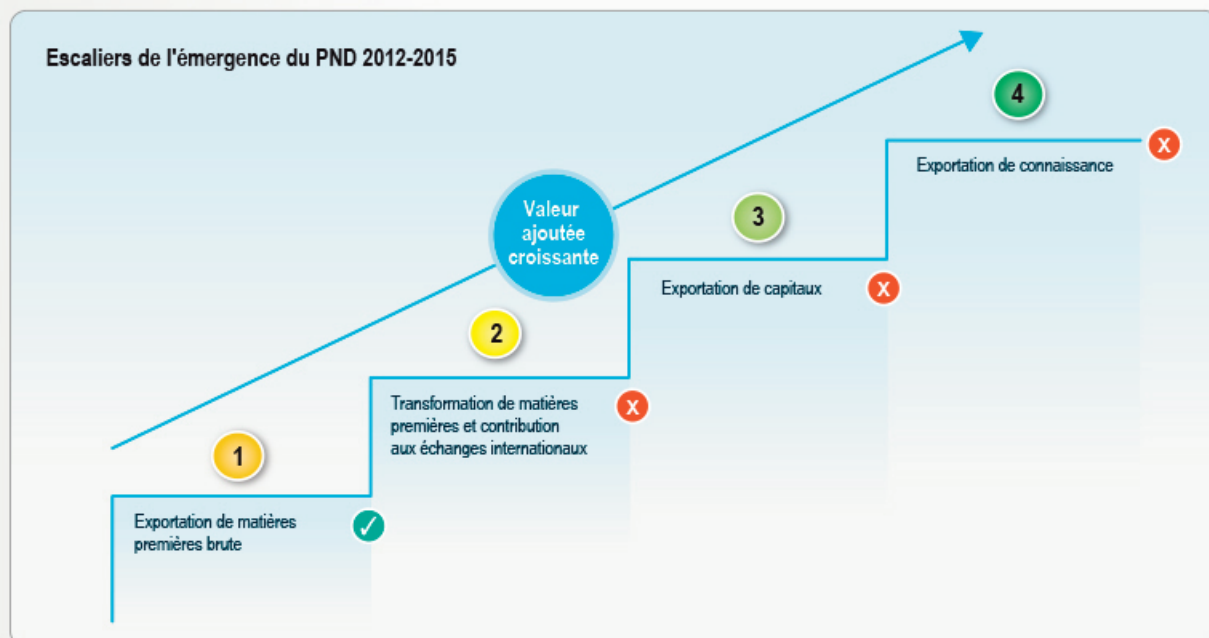 Escaliers de l'émergence du PND 2012-2015
4
X
Exportation de connaissance
Valeur
ajoutée
croissante
3
Exportation de capitaux
X
2
Transformation de matières
premières et contribution
aux échanges internationaux
X
1
Exportation de matières
premières brute
✓